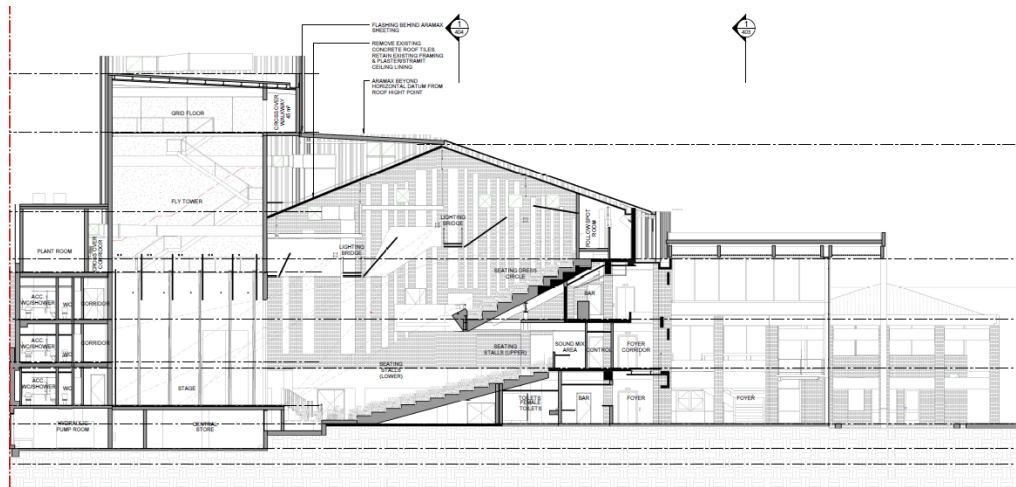 FLASHING BEHIND ARAMAX
SHEETING
REMOVE EXISTING
CONCRETE ROOF TILES.
RETAIN EXISTING FRAMING
& PLASTER/STRAMIT
CEILING LINING
ARAMAX BEYOND
HORIZONTAL DATUM FROM
ROOF HIGHT POINT
1
404
1
403
GRID FLOOR
CROSSOVER
WALKWAY
45 m²
FLY TOWER
LIGHTING
BRIDGE
LIGHTING
BRIDGE
FOLLOWSPOT
ROOM
PLANT ROOM
CROSSOVER
CORRIDOR
SEATING DRESS
CIRCLE
BAR
ACC.
WC/SHOWER
WC
CORRIDOR
ACC.
WC/SHOWER
WC
CORRIDOR
SEATING
STALLS (UPPER)
SOUND MIX
AREA
CONTROL
FOYER
CORRIDOR
SEATING
STALLS
(LOWER)
ACC.
WC/SHOWER
WC
STAGE
TOILETS
FEMALE
TOILETS
BAR
FOYER
FOYER
HYDRAULIC
PUMP ROOM
CENTRAL
STORE